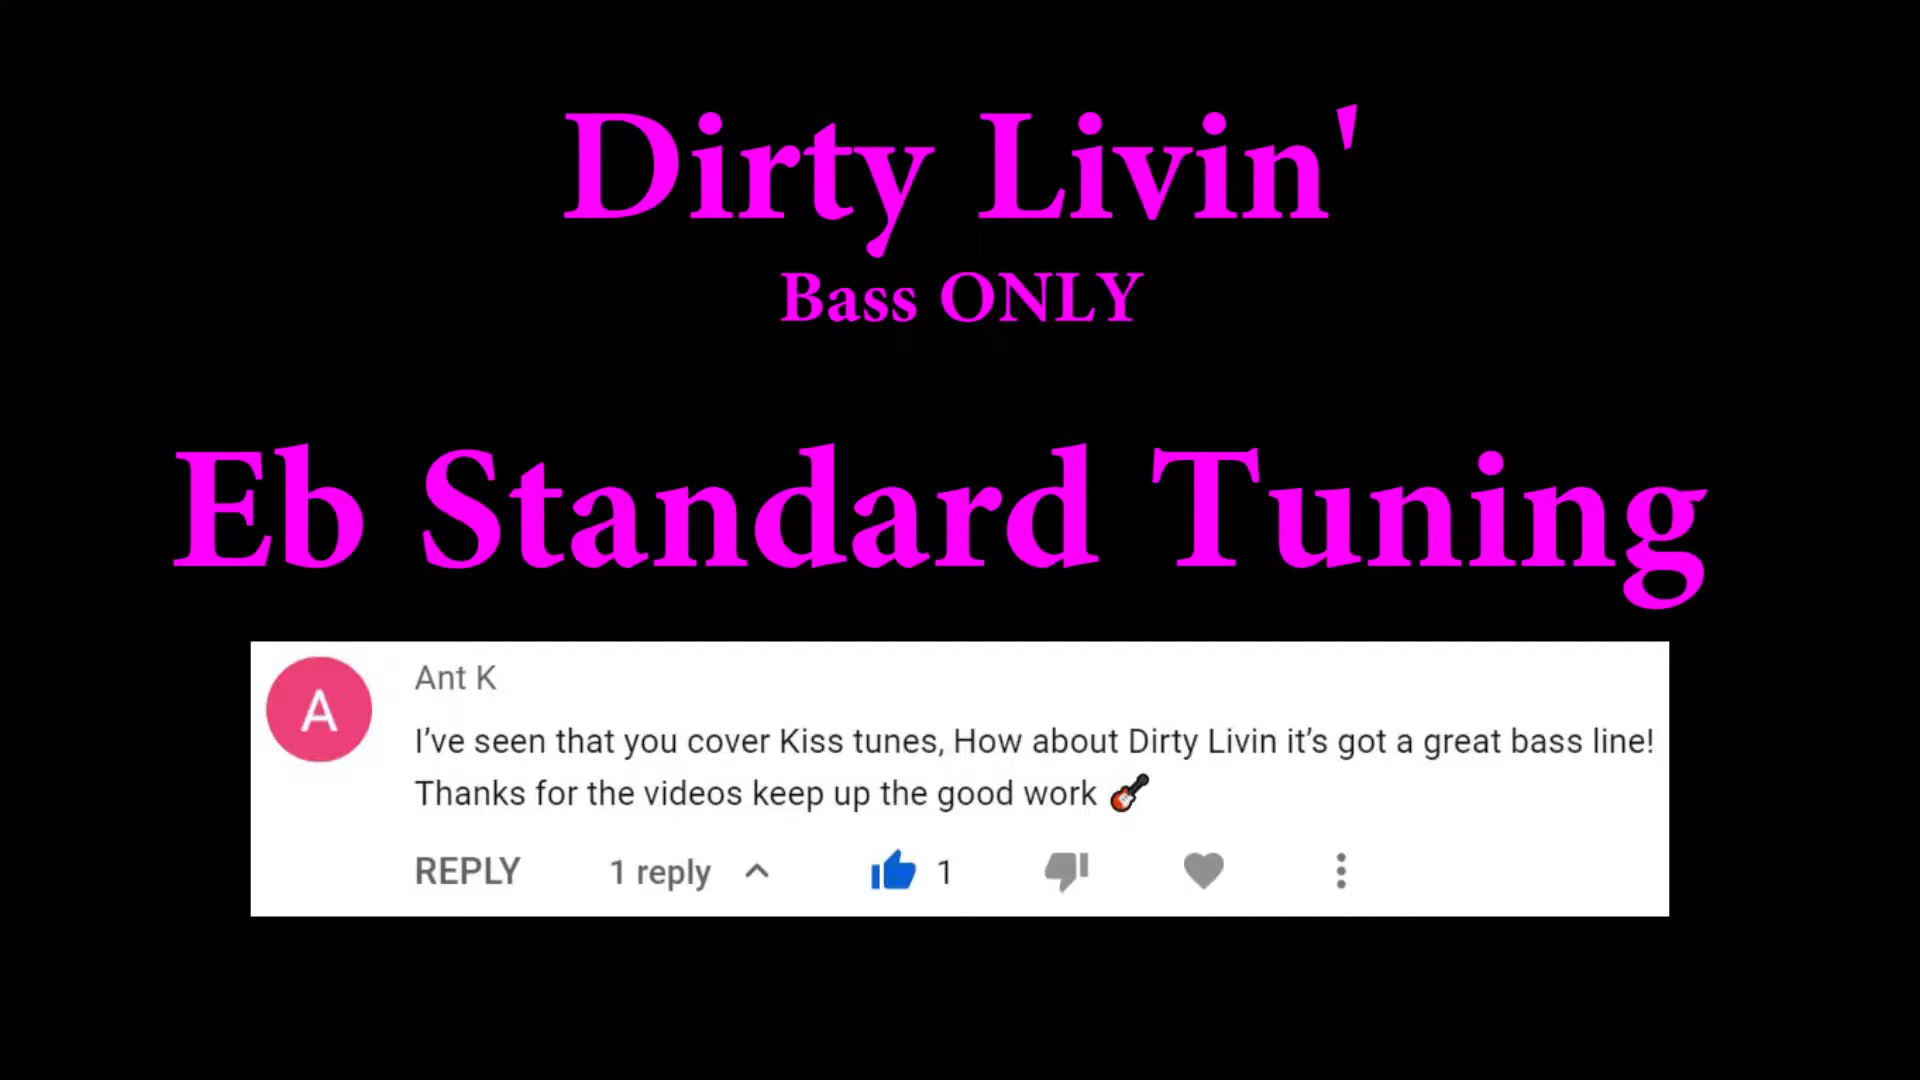 Dirty Livin'
Bass ONLY
Eb Standard Tuning
A
Ant K
I’ve seen that you cover Kiss tunes, How about Dirty Livin it’s got a great bass line!
Thanks for the videos keep up the good work 🎸
REPLY 1 reply 1